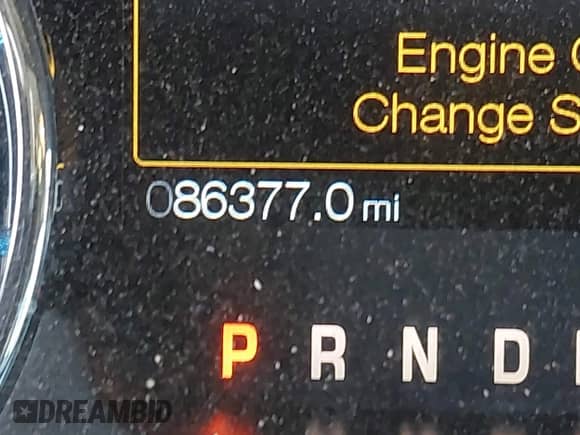 Engine
Change
086377.0 mi
P R N D
DREAMBID